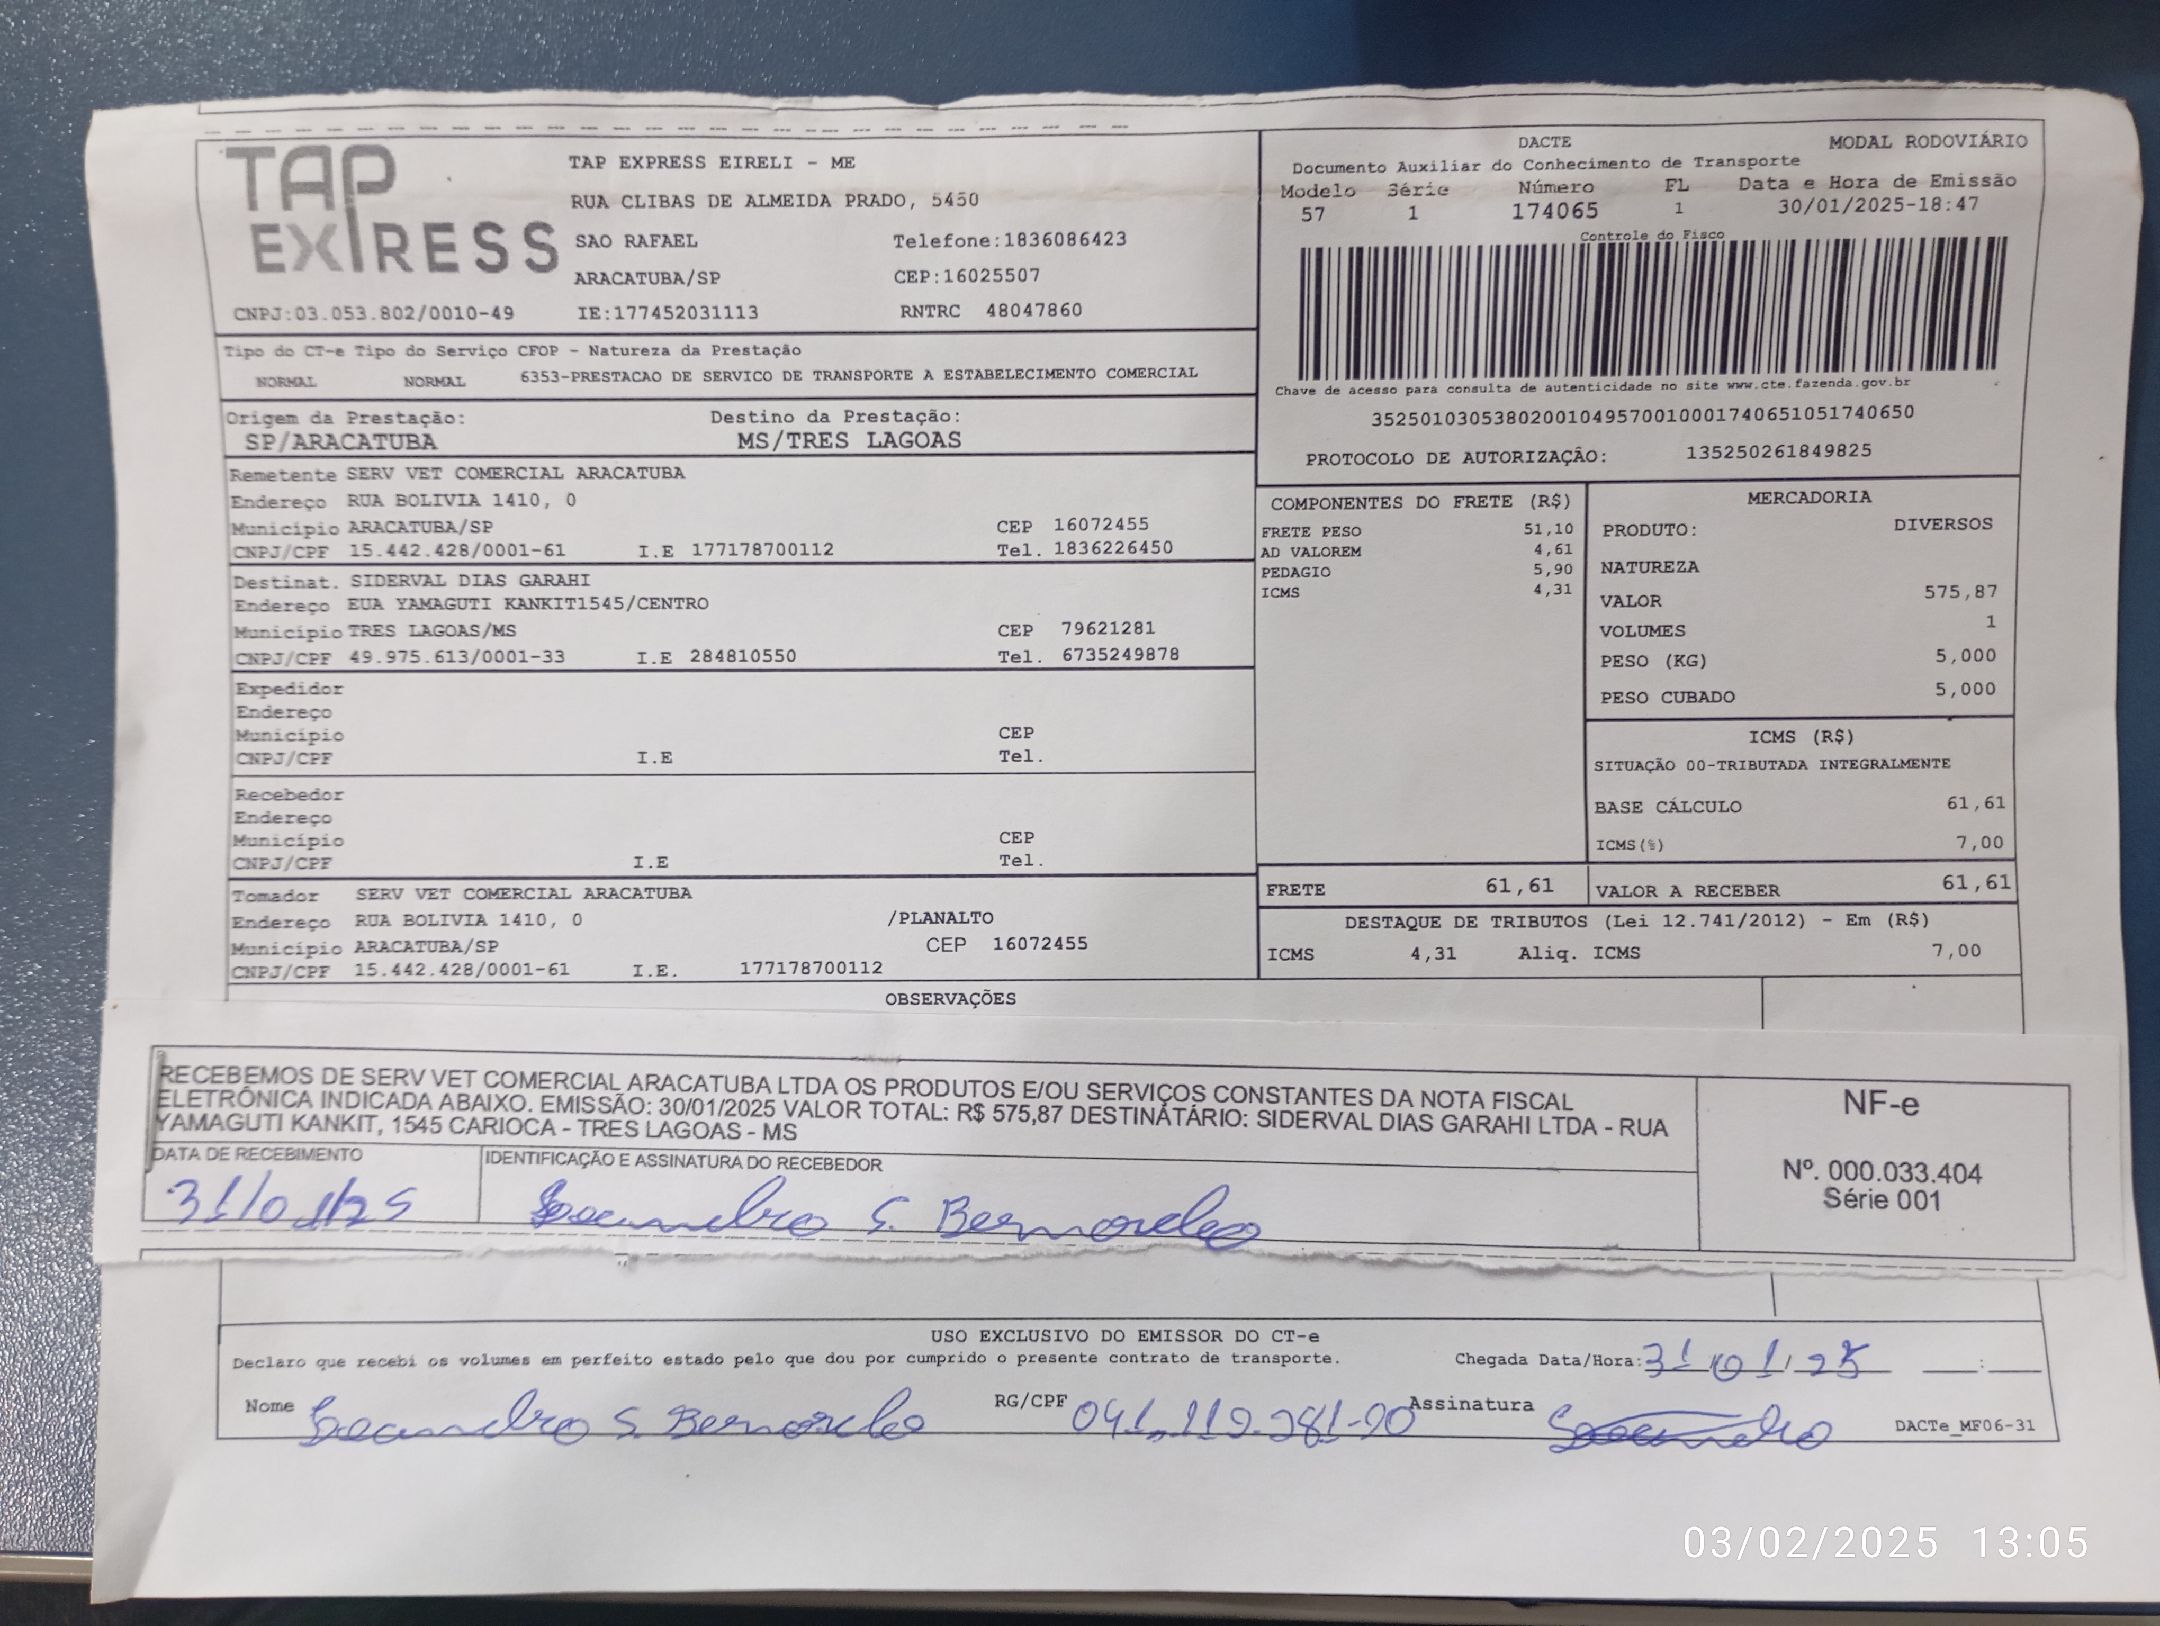 TAP EXPRESS
TAP EXPRESS EIRELI - ME
RUA CLIBAS DE ALMEIDA PRADO, 5450
SAO RAFAEL Telefone:1836086423
ARACATUBA/SP CEP:16025507
CNPJ:03.053.802/0010-49 IE:177452031113 RNTRC 48047860
DACTE MODAL RODOVIÁRIO
Documento Auxiliar do Conhecimento de Transporte
Modelo Série Número FL Data e Hora de Emissão
57 1 174065 1 30/01/2025-18:47
Controle do Fisco
Chave de acesso para consulta de autenticidade no site www.cte.fazenda.gov.br
35250103053802001049570010001740651051740650
PROTOCOLO DE AUTORIZAÇÃO: 135250261849825
Tipo do CT-e Tipo do Serviço CFOP - Natureza da Prestação
NORMAL NORMAL 6353-PRESTACAO DE SERVICO DE TRANSPORTE A ESTABELECIMENTO COMERCIAL
Origem da Prestação: Destino da Prestação:
SP/ARACATUBA MS/TRES LAGOAS
Remetente SERV VET COMERCIAL ARACATUBA
Endereço RUA BOLIVIA 1410, 0
Município ARACATUBA/SP CEP 16072455
CNPJ/CPF 15.442.428/0001-61 I.E 177178700112 Tel. 1836226450
Destinat. SIDERVAL DIAS GARAHI
Endereço EUA YAMAGUTI KANKIT1545/CENTRO
Município TRES LAGOAS/MS CEP 79621281
CNPJ/CPF 49.975.613/0001-33 I.E 284810550 Tel. 6735249878
Expedidor
Endereço
Município CEP
CNPJ/CPF I.E Tel.
Recebedor
Endereço
Município CEP
CNPJ/CPF I.E Tel.
Tomador SERV VET COMERCIAL ARACATUBA
Endereço RUA BOLIVIA 1410, 0 /PLANALTO
Município ARACATUBA/SP CEP 16072455
CNPJ/CPF 15.442.428/0001-61 I.E. 177178700112
COMPONENTES DO FRETE (R$)
FRETE PESO 51,10
AD VALOREM 4,61
PEDAGIO 5,90
ICMS 4,31
MERCADORIA
PRODUTO: DIVERSOS
NATUREZA
VALOR 575,87
VOLUMES 1
PESO (KG) 5,000
PESO CUBADO 5,000
ICMS (R$)
SITUAÇÃO 00-TRIBUTADA INTEGRALMENTE
BASE CÁLCULO 61,61
ICMS(%) 7,00
FRETE 61,61 VALOR A RECEBER 61,61
DESTAQUE DE TRIBUTOS (Lei 12.741/2012) - Em (R$)
ICMS 4,31 Aliq. ICMS 7,00
OBSERVAÇÕES
RECEBEMOS DE SERV VET COMERCIAL ARACATUBA LTDA OS PRODUTOS E/OU SERVIÇOS CONSTANTES DA NOTA FISCAL
ELETRÔNICA INDICADA ABAIXO. EMISSÃO: 30/01/2025 VALOR TOTAL: R$ 575,87 DESTINATÁRIO: SIDERVAL DIAS GARAHI LTDA - RUA
YAMAGUTI KANKIT, 1545 CARIOCA - TRES LAGOAS - MS
DATA DE RECEBIMENTO IDENTIFICAÇÃO E ASSINATURA DO RECEBEDOR
31/01/25 Leandro S. Bernardo
NF-e
Nº. 000.033.404
Série 001
USO EXCLUSIVO DO EMISSOR DO CT-e
Declaro que recebi os volumes em perfeito estado pelo que dou por cumprido o presente contrato de transporte. Chegada Data/Hora: 31/01/25 :
Nome Leandro S. Bernardo RG/CPF Assinatura Leandro DACTe_MF06-31
03/02/2025 13:05